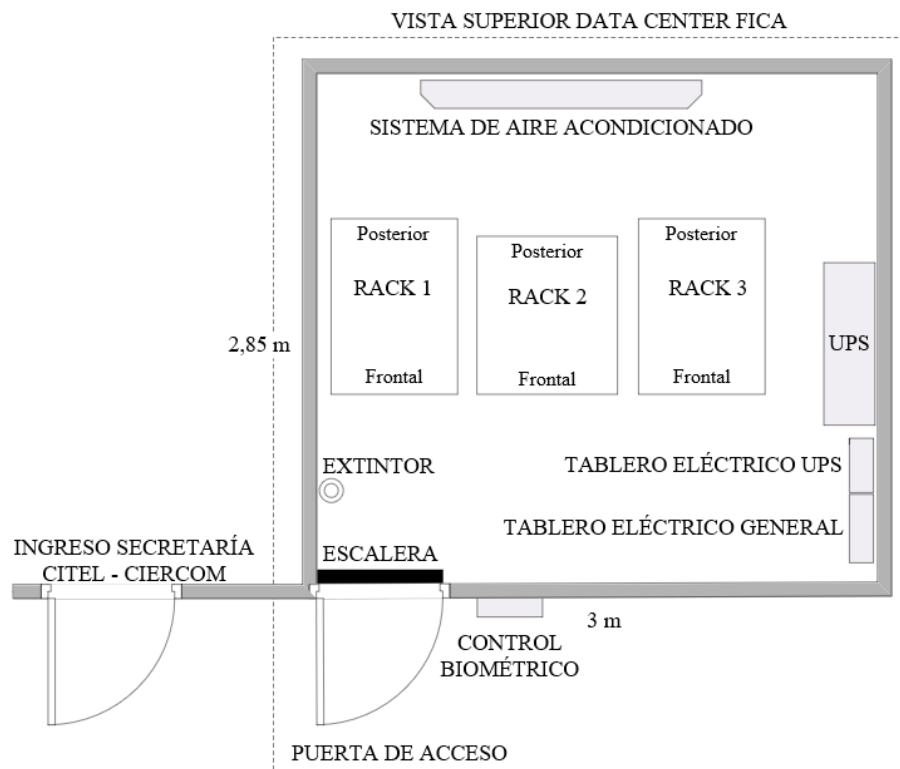 VISTA SUPERIOR DATA CENTER FICA
SISTEMA DE AIRE ACONDICIONADO
Posterior
RACK 1
Frontal
Posterior
RACK 2
Frontal
Posterior
RACK 3
Frontal
UPS
2,85 m
EXTINTOR
TABLERO ELÉCTRICO UPS
TABLERO ELÉCTRICO GENERAL
ESCALERA
INGRESO SECRETARÍA
CITEL - CIERCOM
3 m
CONTROL
BIOMÉTRICO
PUERTA DE ACCESO